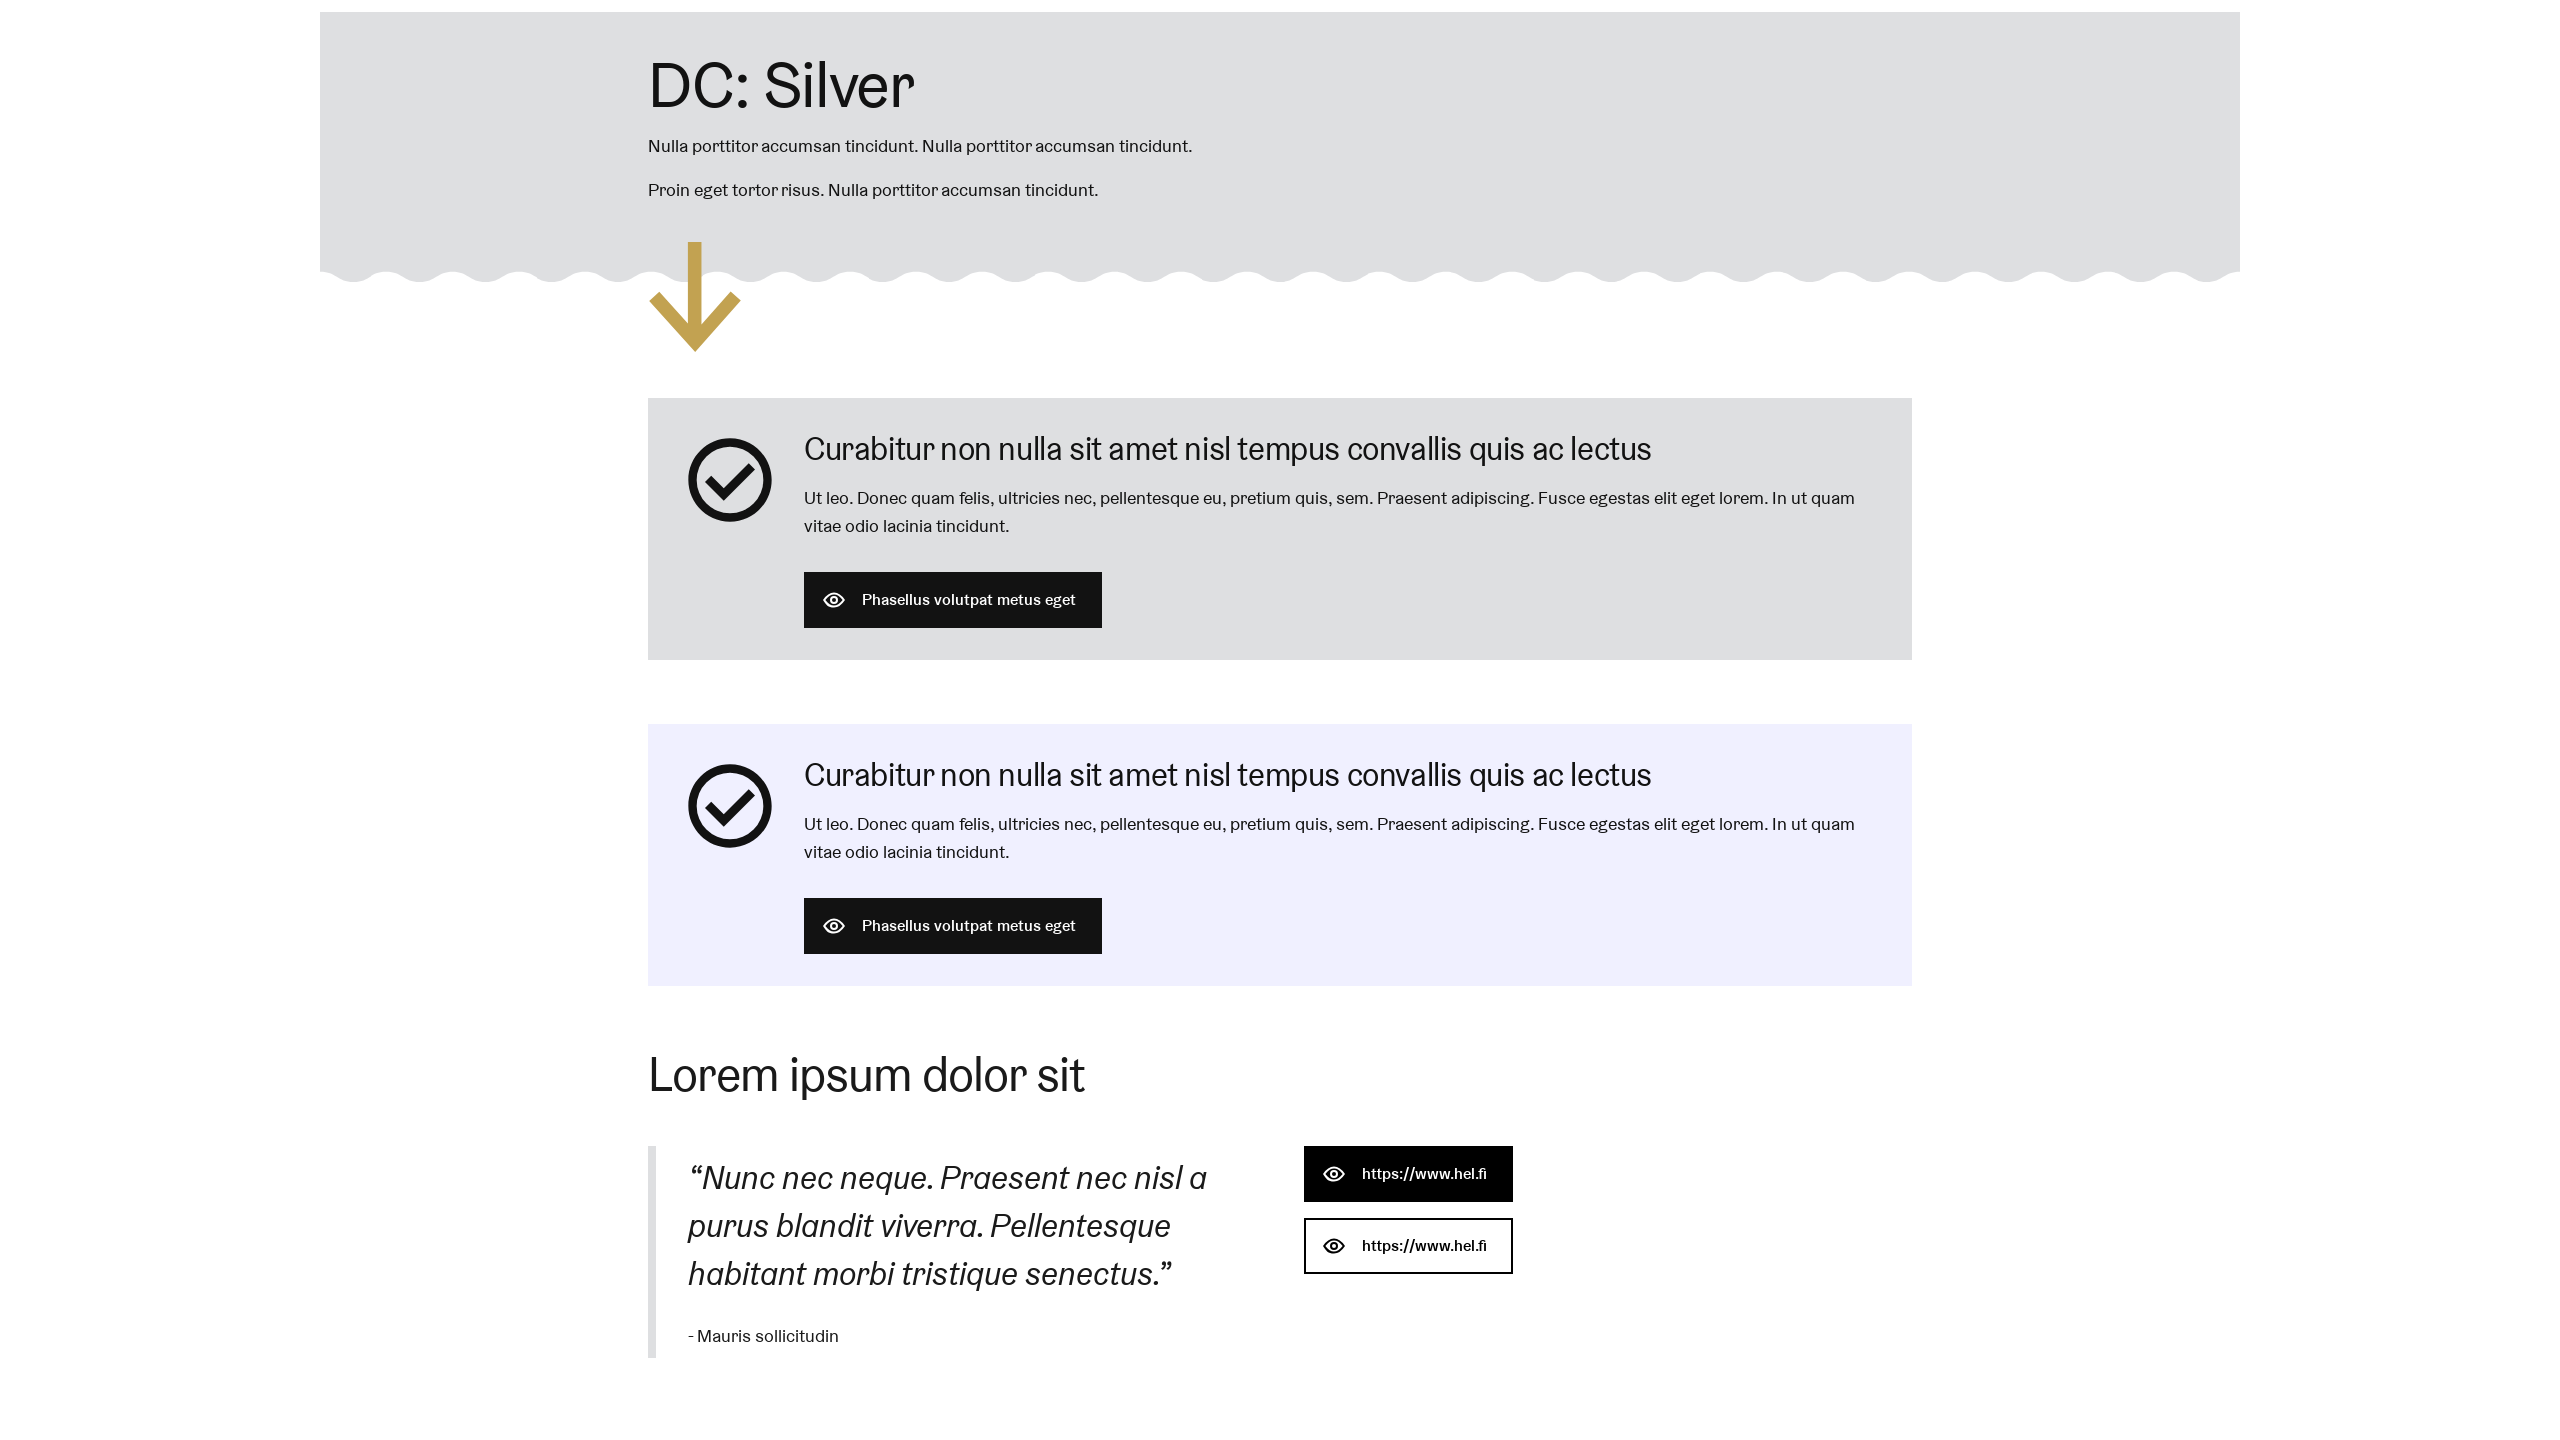 DC: Silver
Nulla porttitor accumsan tincidunt. Nulla porttitor accumsan tincidunt.
Proin eget tortor risus. Nulla porttitor accumsan tincidunt.
Curabitur non nulla sit amet nisl tempus convallis quis ac lectus
Ut leo. Donec quam felis, ultricies nec, pellentesque eu, pretium quis, sem. Praesent adipiscing. Fusce egestas elit eget lorem. In ut quam
vitae odio lacinia tincidunt.
Phasellus volutpat metus eget
Curabitur non nulla sit amet nisl tempus convallis quis ac lectus
Ut leo. Donec quam felis, ultricies nec, pellentesque eu, pretium quis, sem. Praesent adipiscing. Fusce egestas elit eget lorem. In ut quam
vitae odio lacinia tincidunt.
Phasellus volutpat metus eget
Lorem ipsum dolor sit
“Nunc nec neque. Praesent nec nisl a
purus blandit viverra. Pellentesque
habitant morbi tristique senectus.”
- Mauris sollicitudin
https://www.hel.fi
https://www.hel.fi